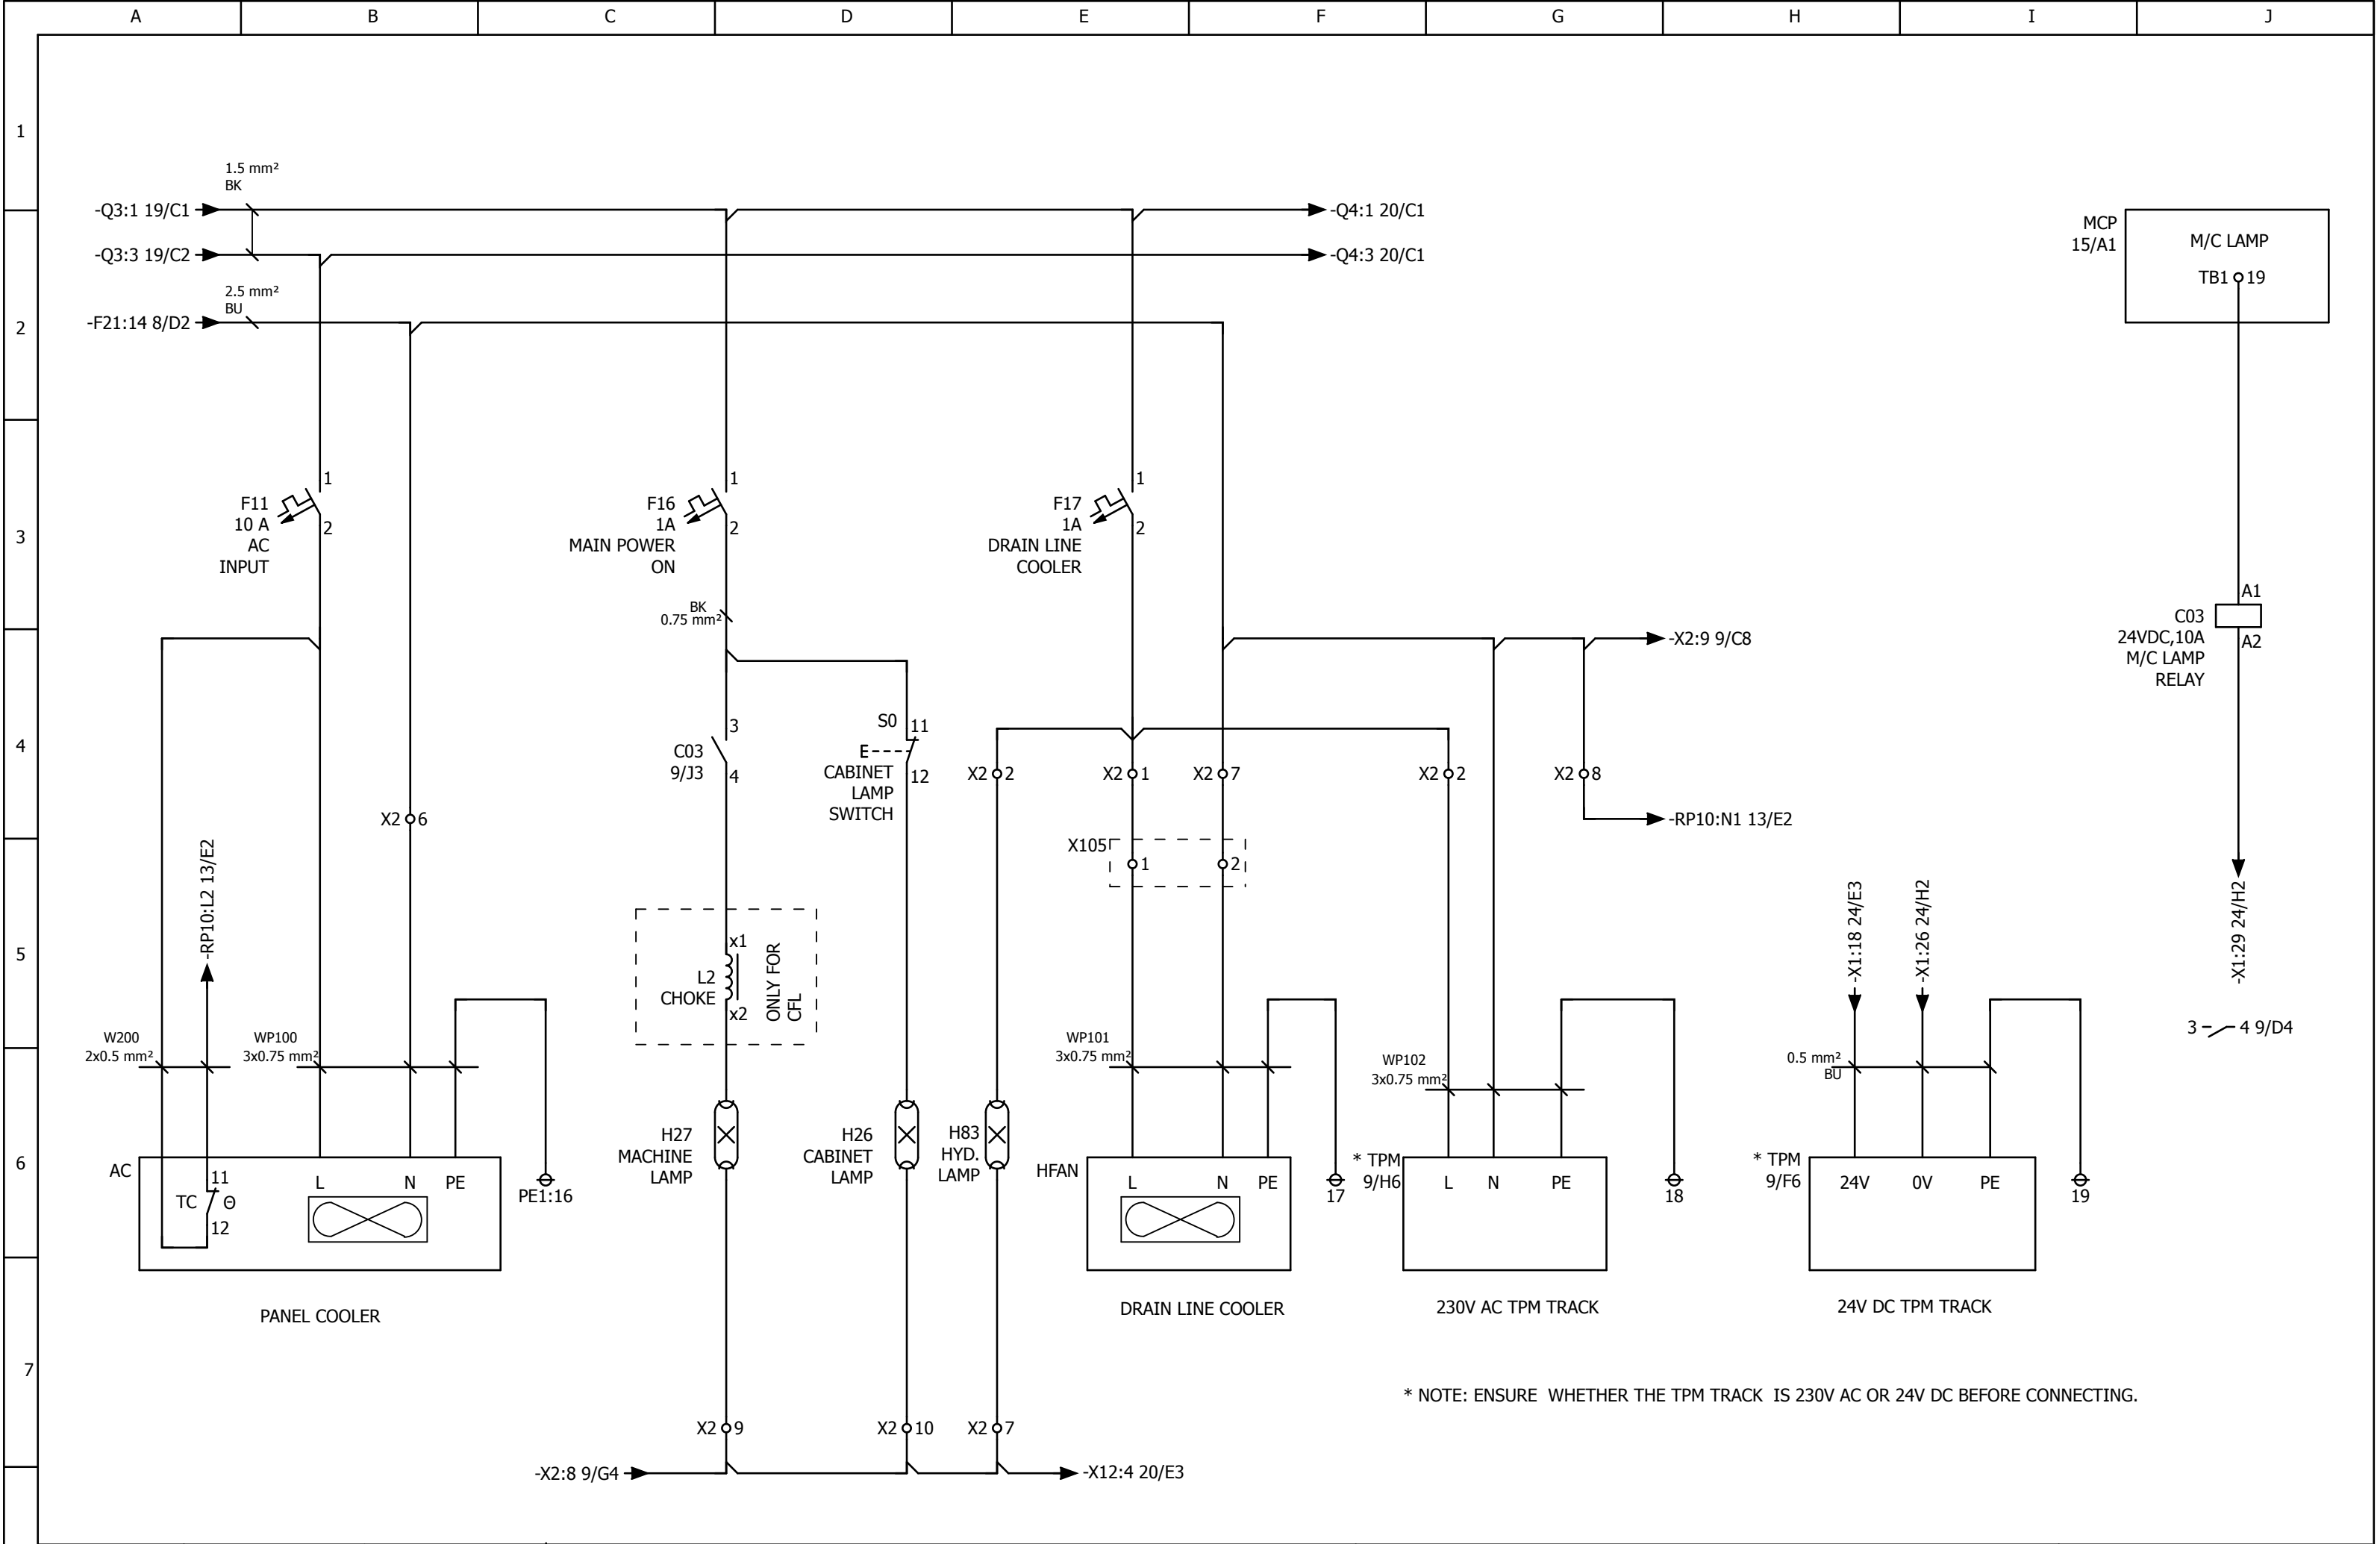 A B C D E F G H I J
1
1.5 mm²
BK
-Q3:1 19/C1
-Q4:1 20/C1
-Q3:3 19/C2
-Q4:3 20/C1
MCP
15/A1
M/C LAMP
TB1 19
2.5 mm²
BU
-F21:14 8/D2
2
1
F11
10 A
AC
INPUT
2
1
F16
1A
MAIN POWER
ON
2
1
F17
1A
DRAIN LINE
COOLER
2
3
BK
0.75 mm²
A1
C03
24VDC,10A
M/C LAMP
RELAY
A2
-X2:9 9/C8
4
3
C03
9/J3
4
S0
11
E
CABINET
LAMP
SWITCH
12
X2 2
X2 1
X2 7
X2 2
X2 8
X2 6
-RP10:N1 13/E2
X105
1
2
-RP10:L2 13/E2
5
x1
L2
CHOKE
x2
ONLY FOR
CFL
-X1:18 24/E3
-X1:26 24/H2
-X1:29 24/H2
3 4 9/D4
W200
2x0.5 mm²
WP100
3x0.75 mm²
WP101
3x0.75 mm²
WP102
3x0.75 mm²
0.5 mm²
BU
6
AC
11
TC Θ
12
L N PE
PE1:16
H27
MACHINE
LAMP
H26
CABINET
LAMP
H83
HYD.
LAMP
HFAN
L N PE
17
* TPM
9/H6
L N PE
18
* TPM
9/F6
24V 0V PE
19
PANEL COOLER
DRAIN LINE COOLER
230V AC TPM TRACK
24V DC TPM TRACK
7
* NOTE: ENSURE WHETHER THE TPM TRACK IS 230V AC OR 24V DC BEFORE CONNECTING.
X2 9
X2 10
X2 7
-X2:8 9/G4
-X12:4 20/E3